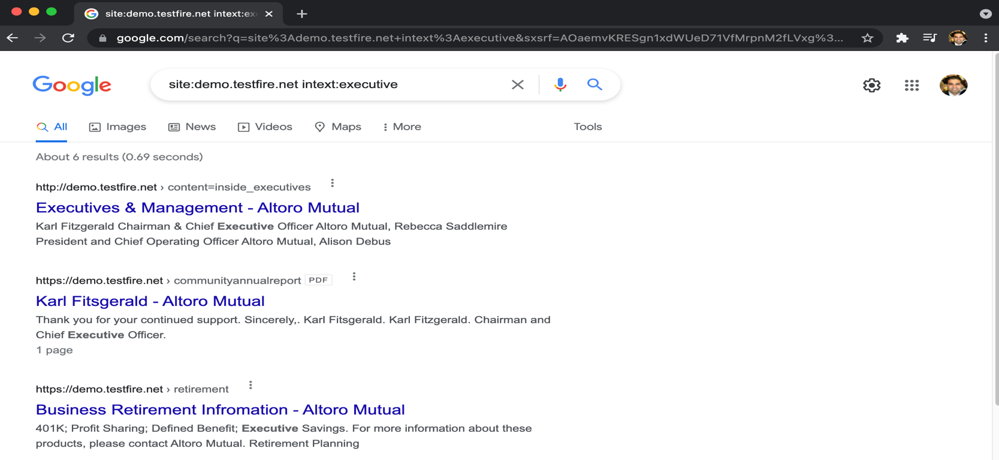 site:demo.testfire.net intext:exe
google.com/search?q=site%3Ademo.testfire.net+intext%3Aexecutive&sxsrf=AOaemvKRESgn1xdWUeD71VfMrpnM2fLVxg%3...
Google
site:demo.testfire.net intext:executive
All Images News Videos Maps More Tools
About 6 results (0.69 seconds)
http://demo.testfire.net › content=inside_executives
Executives & Management - Altoro Mutual
Karl Fitzgerald Chairman & Chief Executive Officer Altoro Mutual, Rebecca Saddlemire
President and Chief Operating Officer Altoro Mutual, Alison Debus
https://demo.testfire.net › communityannualreport PDF
Karl Fitsgerald - Altoro Mutual
Thank you for your continued support. Sincerely,. Karl Fitsgerald. Karl Fitzgerald. Chairman and
Chief Executive Officer.
1 page
https://demo.testfire.net › retirement
Business Retirement Infromation - Altoro Mutual
401K; Profit Sharing; Defined Benefit; Executive Savings. For more information about these
products, please contact Altoro Mutual. Retirement Planning